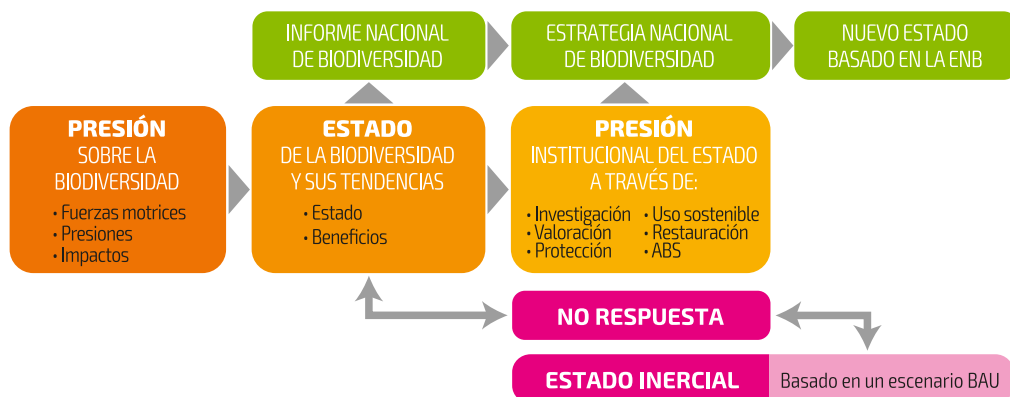 INFORME NACIONAL
DE BIODIVERSIDAD
ESTRATEGIA NACIONAL
DE BIODIVERSIDAD
NUEVO ESTADO
BASADO EN LA ENB
PRESIÓN
SOBRE LA
BIODIVERSIDAD
• Fuerzas motrices
• Presiones
• Impactos
ESTADO
DE LA BIODIVERSIDAD
Y SUS TENDENCIAS
• Estado
• Beneficios
PRESIÓN
INSTITUCIONAL DEL ESTADO
A TRAVÉS DE:
• Investigación
• Valoración
• Protección
• Uso sostenible
• Restauración
• ABS
NO RESPUESTA
ESTADO INERCIAL
Basado en un escenario BAU